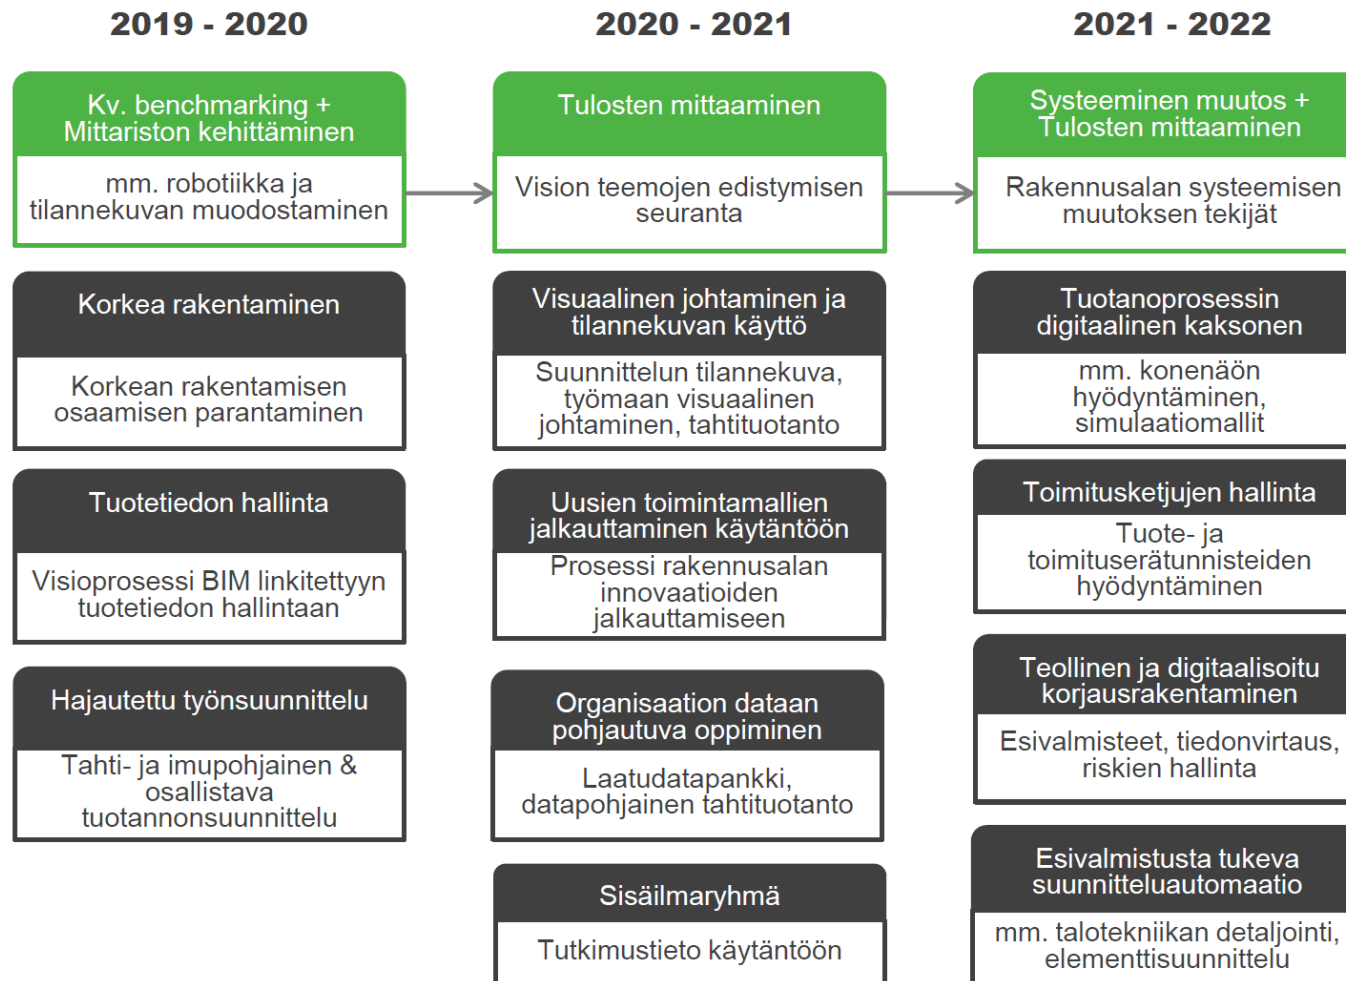 2019 - 2020
Kv. benchmarking +
Mittariston kehittäminen
mm. robotiikka ja
tilannekuvan muodostaminen
Korkea rakentaminen
Korkean rakentamisen
osaamisen parantaminen
Tuotetiedon hallinta
Visioprosessi BIM linkitettyyn
tuotetiedon hallintaan
Hajautettu työnsuunnittelu
Tahti- ja imupohjainen &
osallistava
tuotannonsuunnittelu
2020 - 2021
Tulosten mittaaminen
Vision teemojen edistymisen
seuranta
Visuaalinen johtaminen ja
tilannekuvan käyttö
Suunnittelun tilannekuva,
työmaan visuaalinen
johtaminen, tahtituotanto
Uusien toimintamallien
jalkauttaminen käytäntöön
Prosessi rakennusalan
innovaatioiden
jalkauttamiseen
Organisaation dataan
pohjautuva oppiminen
Laatudatapankki,
datapohjainen tahtituotanto
Sisäilmaryhmä
Tutkimustieto käytäntöön
2021 - 2022
Systeeminen muutos +
Tulosten mittaaminen
Rakennusalan systeemisen
muutoksen tekijät
Tuotanoprosessin
digitaalinen kaksonen
mm. konenäön
hyödyntäminen,
simulaatiomallit
Toimitusketjujen hallinta
Tuote- ja
toimituserätunnisteiden
hyödyntäminen
Teollinen ja digitaalisoitu
korjausrakentaminen
Esivalmisteet, tiedonvirtaus,
riskien hallinta
Esivalmistusta tukeva
suunnitteluautomaatio
mm. talotekniikan detaljointi,
elementtisuunnittelu